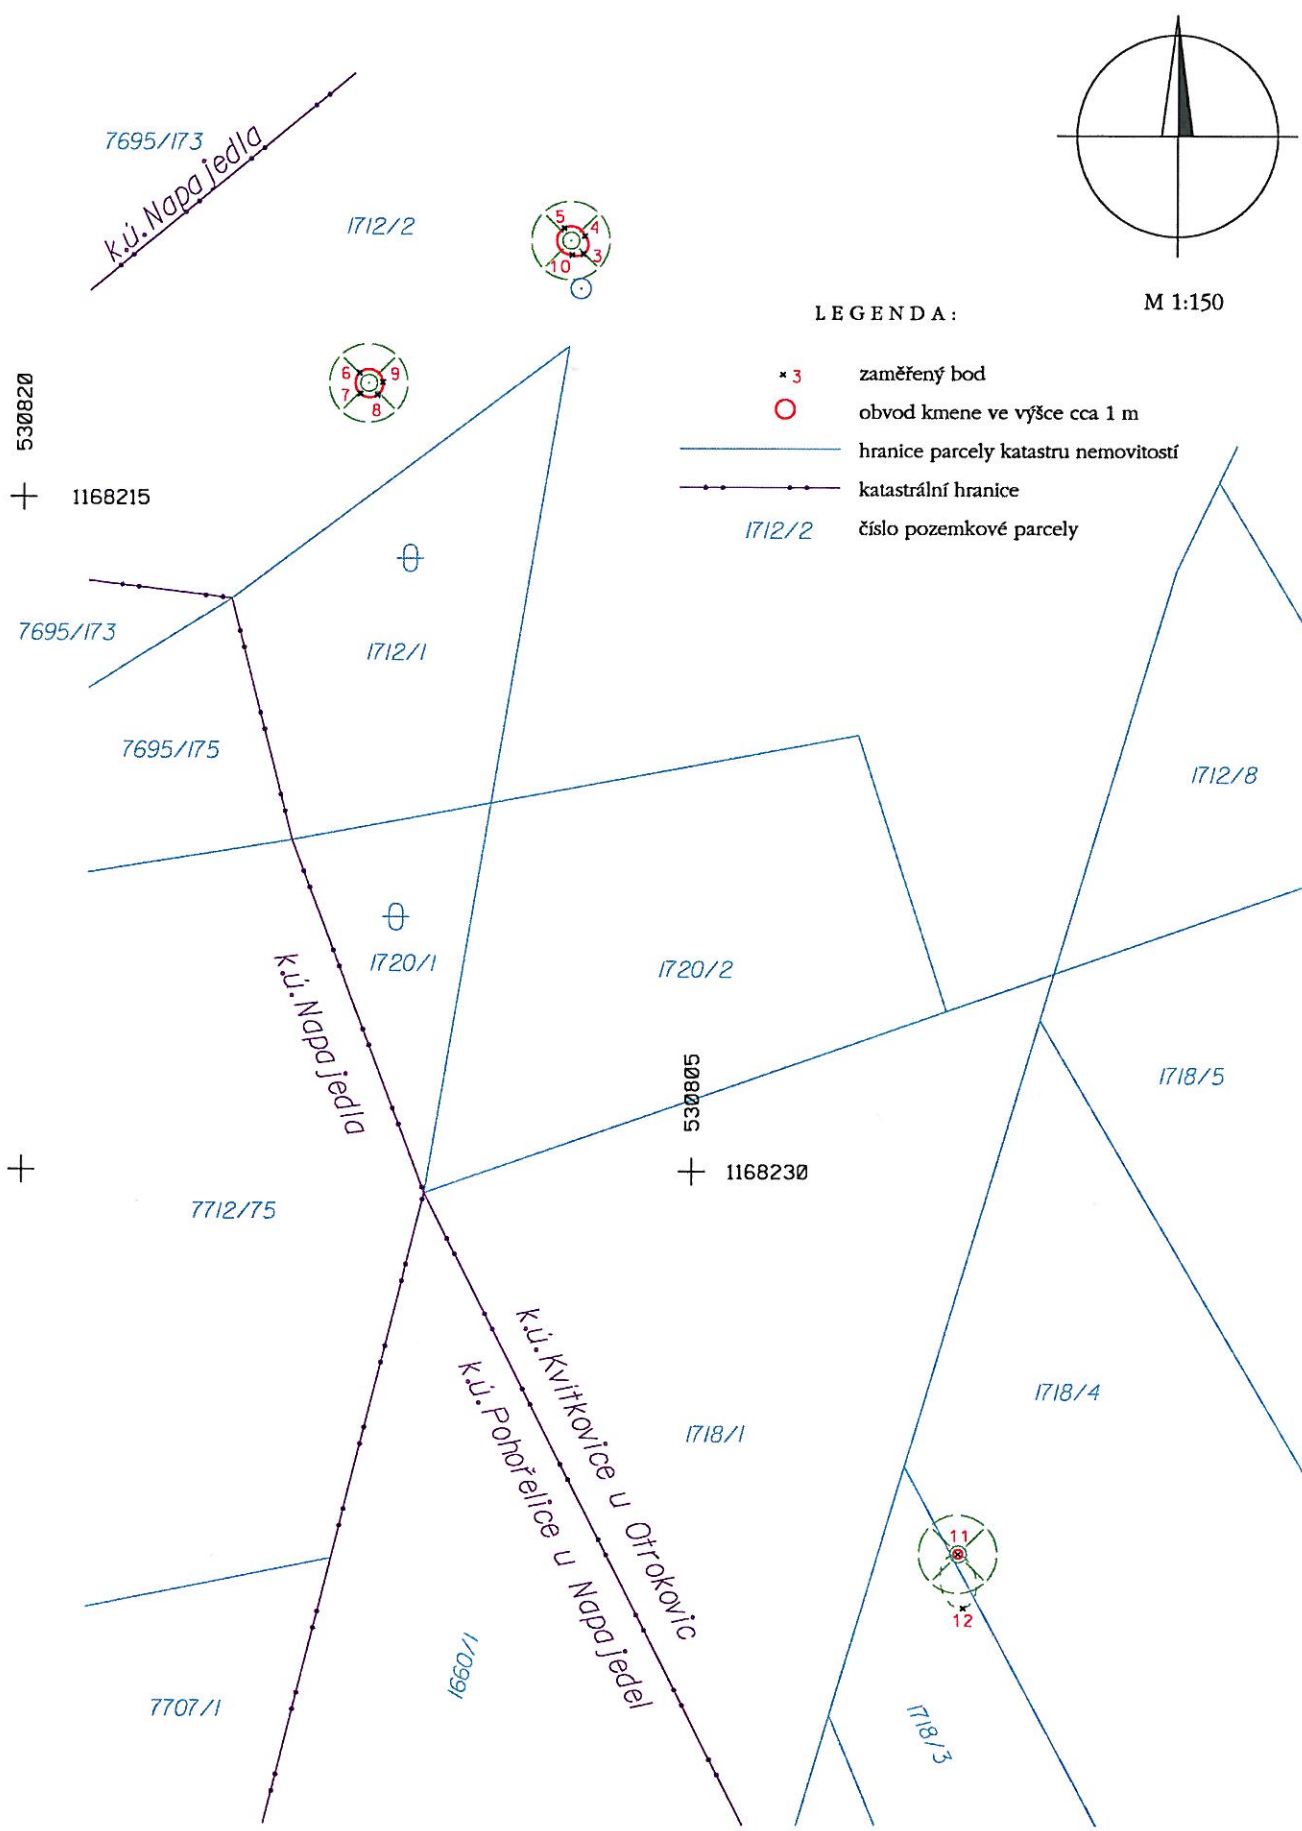 7695/173
k.ú.Napajedla
1712/2
5
4
3
10
M 1:150
LEGENDA:
3 zaměřený bod
obvod kmene ve výšce cca 1 m
hranice parcely katastru nemovitostí
katastrální hranice
1712/2 číslo pozemkové parcely
6
9
7
8
530820
1168215
7695/173
1712/1
7695/175
1712/8
1720/1
1720/2
k.ú.Napajedla
530805
1168230
1718/5
7712/75
k.ú.Kvítkovice u Otrokovic
k.ú.Pohořelice u Napajedel
1718/4
1718/1
11
12
1660/1
7707/1
1718/3